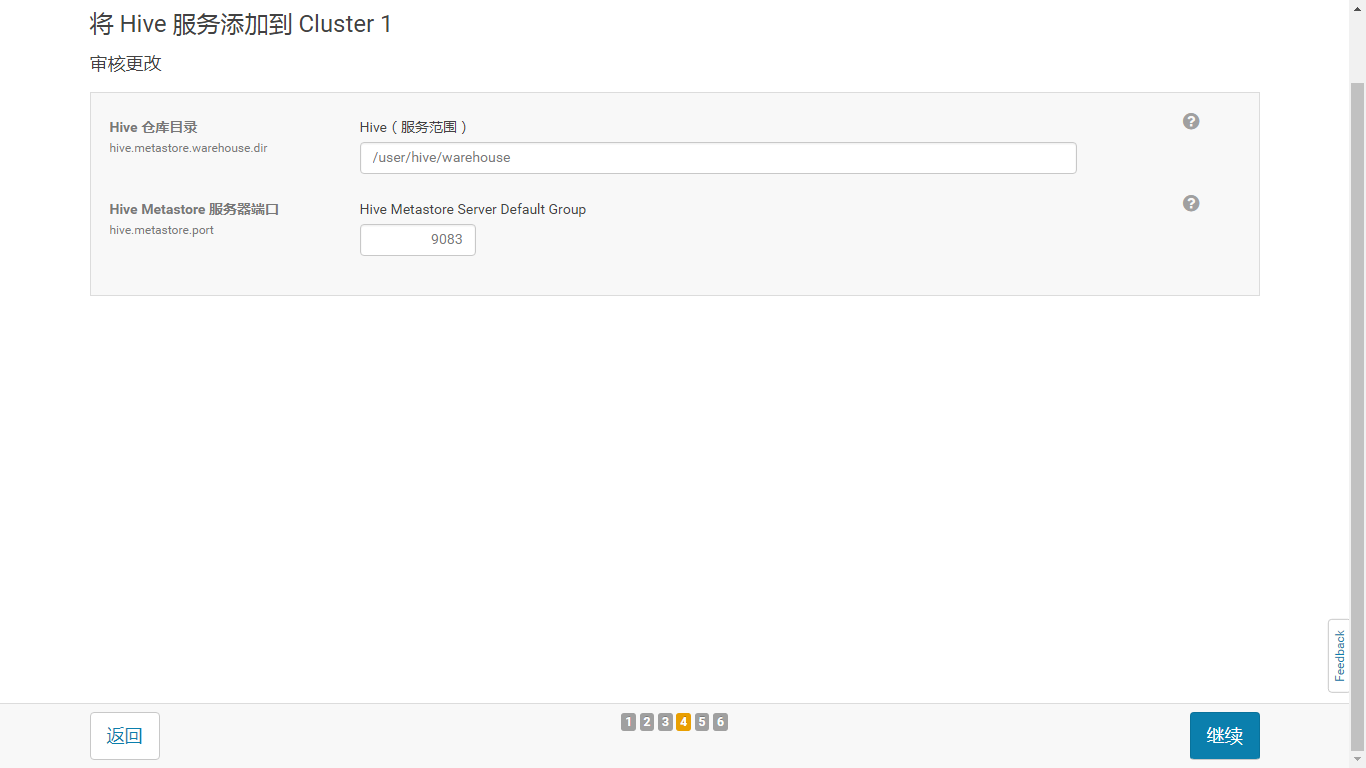 将 Hive 服务添加到 Cluster 1
审核更改
Hive 仓库目录
hive.metastore.warehouse.dir
Hive（服务范围）
/user/hive/warehouse
Hive Metastore 服务器端口
hive.metastore.port
Hive Metastore Server Default Group
9083
Feedback
返回
1 2 3 4 5 6
继续